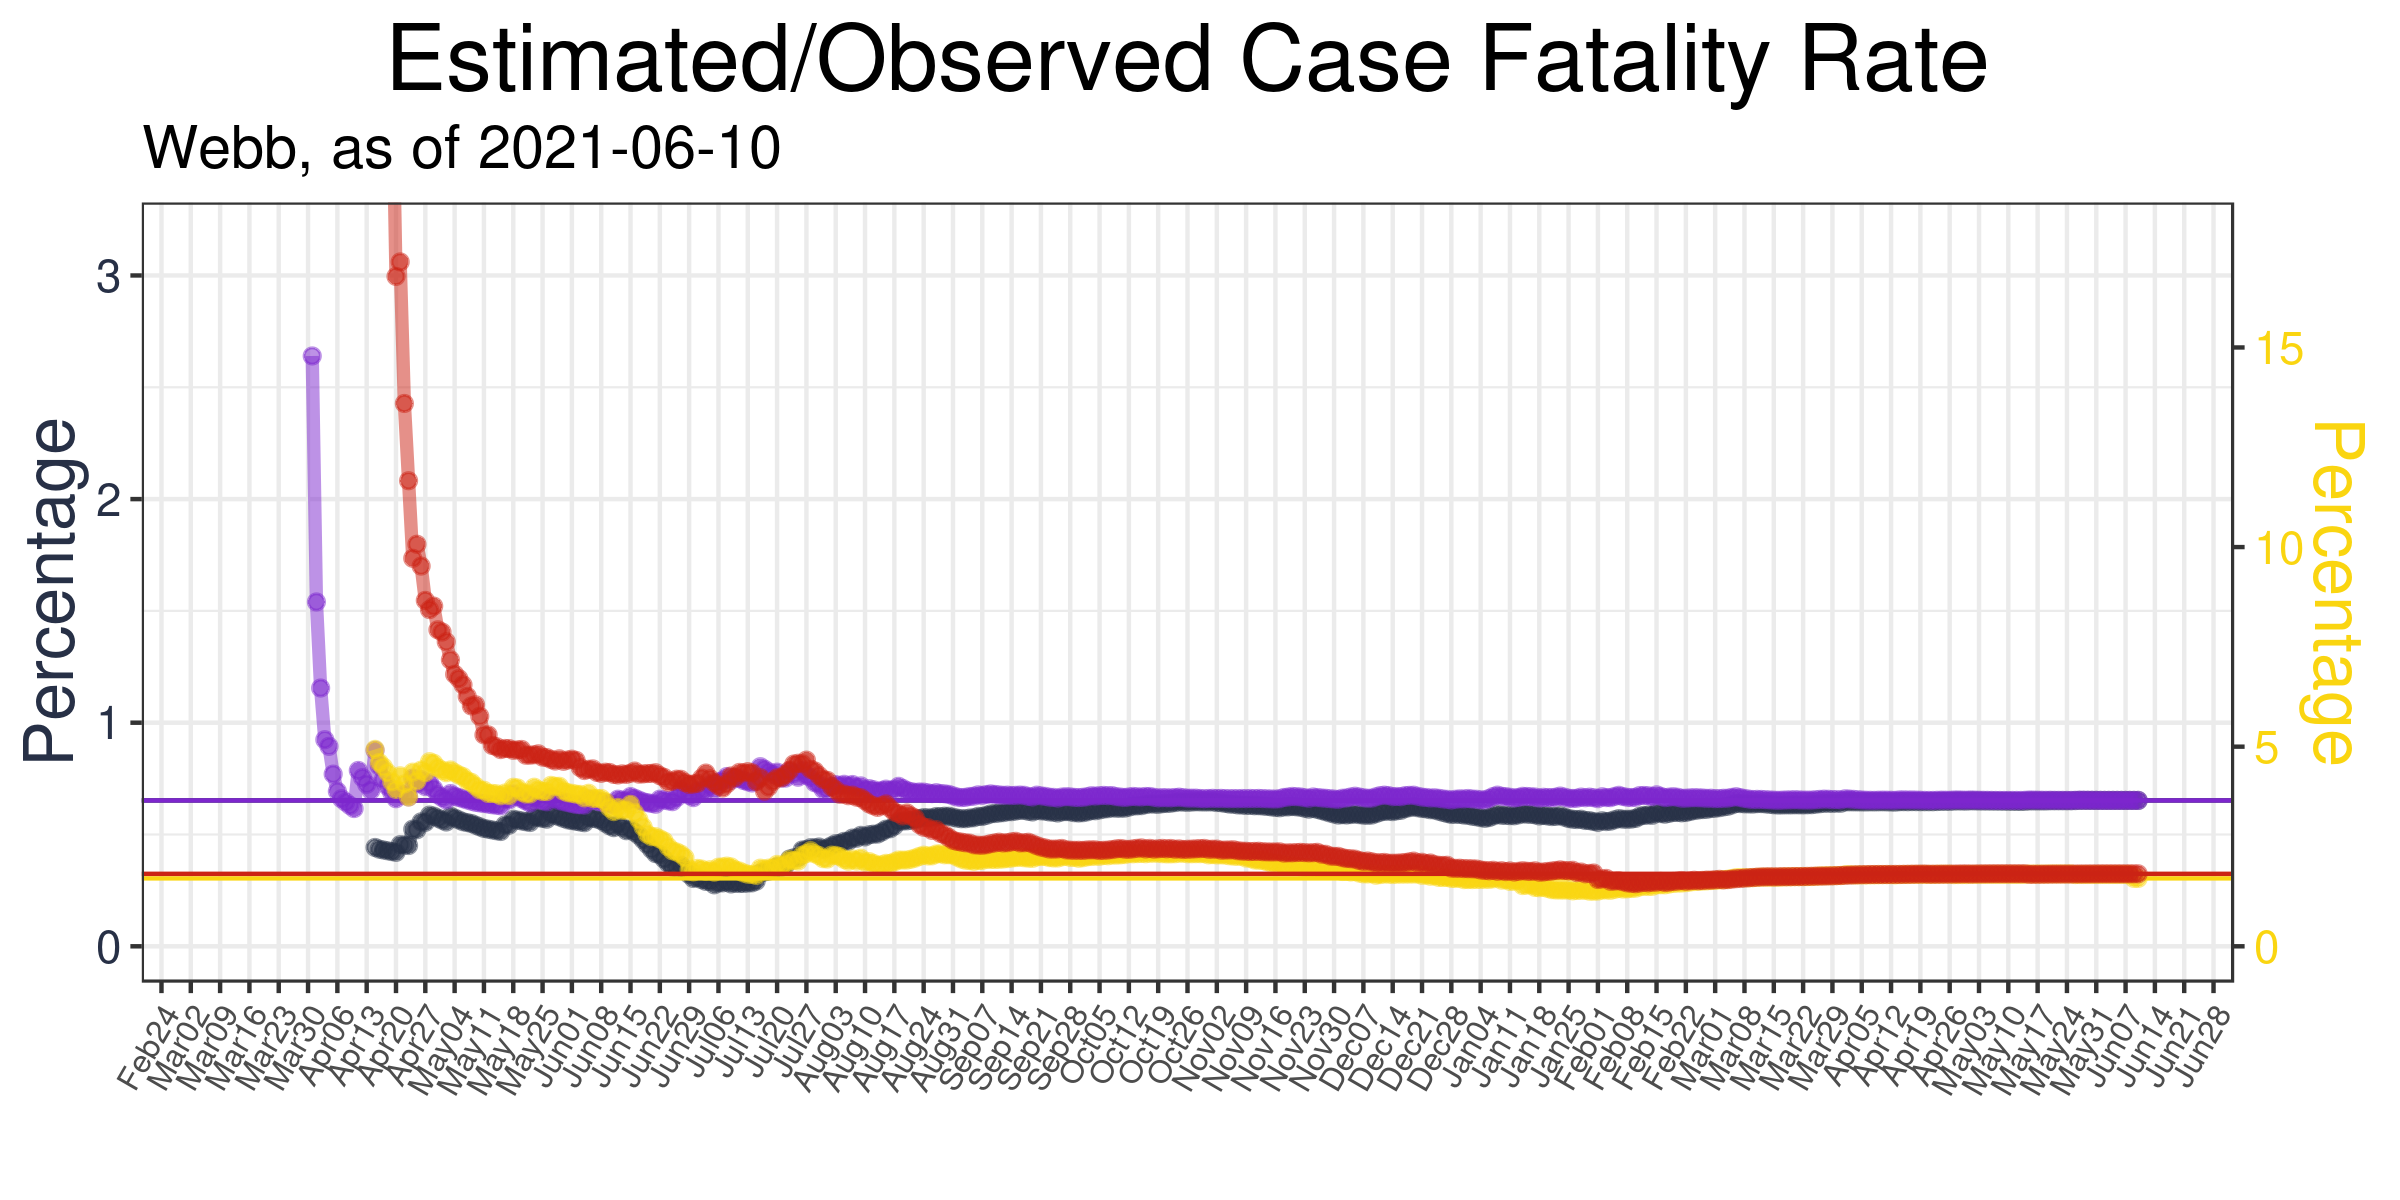 Estimated/Observed Case Fatality Rate
Webb, as of 2021-06-10
Percentage
3
2
1
0
15
10
5
0
Percentage
Feb24
Mar02
Mar09
Mar16
Mar23
Mar30
Apr06
Apr13
Apr20
Apr27
May04
May11
May18
May25
Jun01
Jun08
Jun15
Jun22
Jun29
Jul06
Jul13
Jul20
Jul27
Aug03
Aug10
Aug17
Aug24
Aug31
Sep07
Sep14
Sep21
Sep28
Oct05
Oct12
Oct19
Oct26
Nov02
Nov09
Nov16
Nov23
Nov30
Dec07
Dec14
Dec21
Dec28
Jan04
Jan11
Jan18
Jan25
Feb01
Feb08
Feb15
Feb22
Mar01
Mar08
Mar15
Mar22
Mar29
Apr05
Apr12
Apr19
Apr26
May03
May10
May17
May24
May31
Jun07
Jun14
Jun21
Jun28